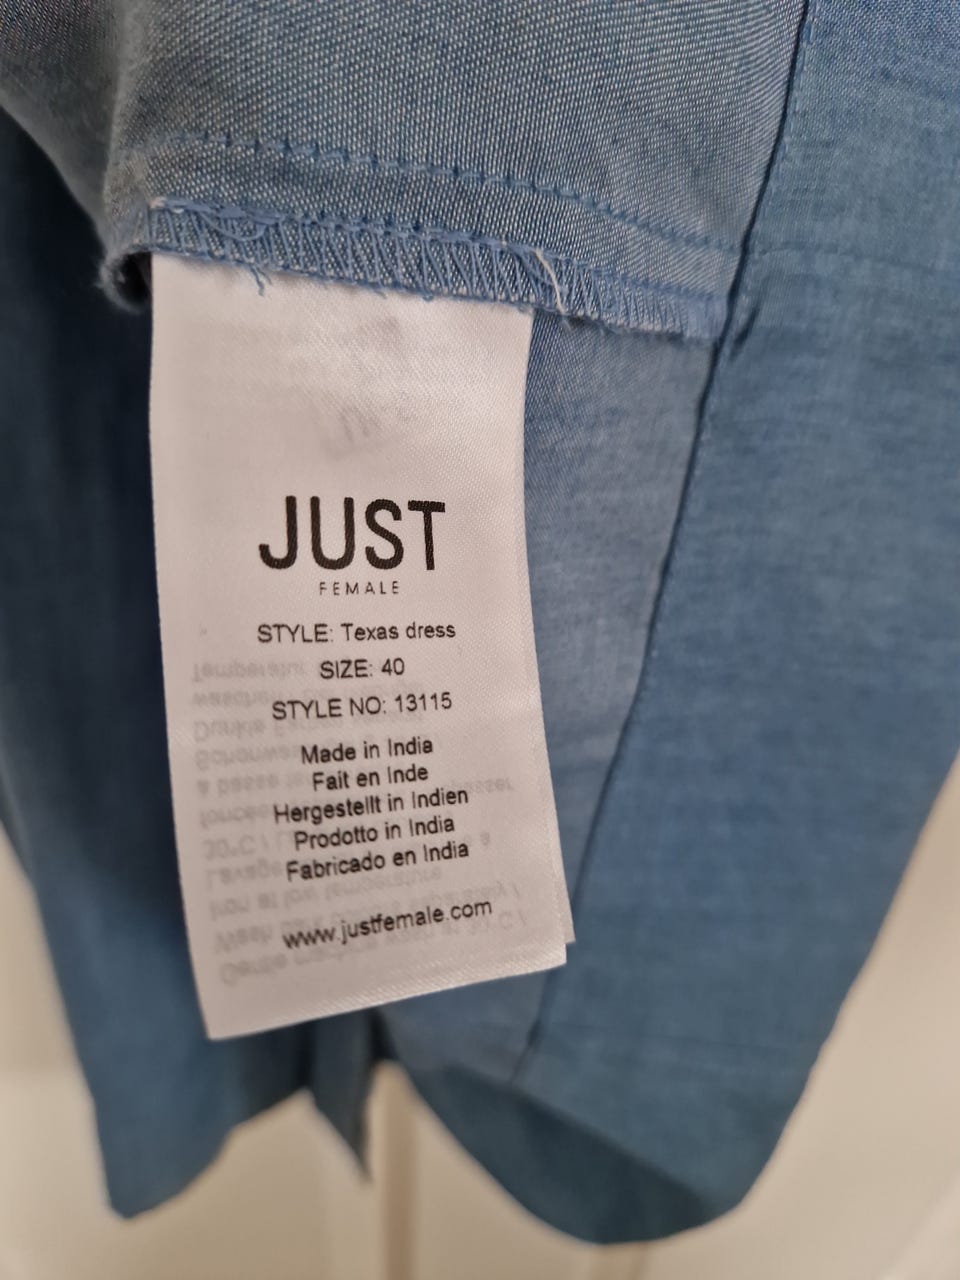 JUST
FEMALE
STYLE: Texas dress
SIZE: 40
STYLE NO: 13115
Made in India
Fait en Inde
Hergestellt in Indien
Prodotto in India
Fabricado en India
www.justfemale.com